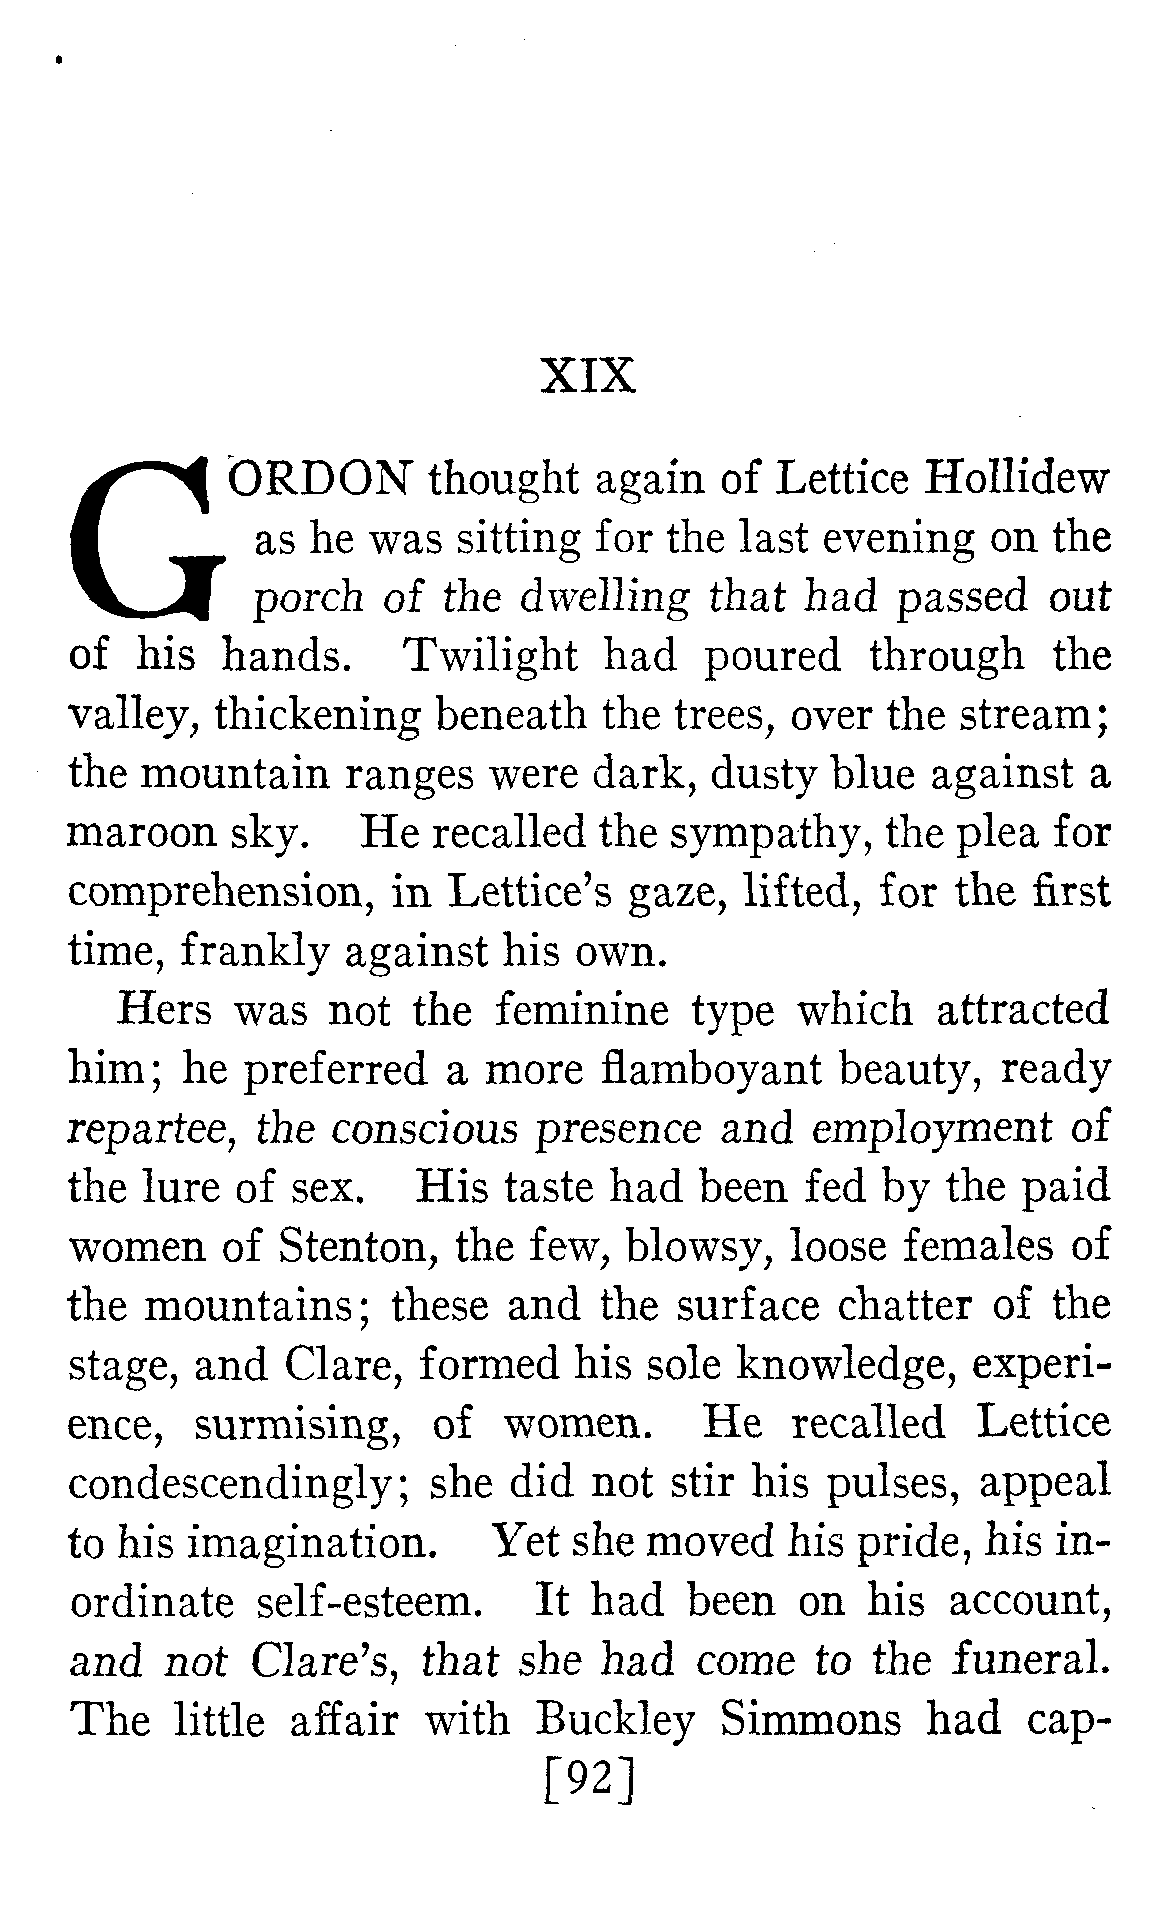 XIX
GORDON thought again of Lettice Hollidew
as he was sitting for the last evening on the
porch of the dwelling that had passed out
of his hands. Twilight had poured through the
valley, thickening beneath the trees, over the stream;
the mountain ranges were dark, dusty blue against a
maroon sky. He recalled the sympathy, the plea for
comprehension, in Lettice's gaze, lifted, for the first
time, frankly against his own.
Hers was not the feminine type which attracted
him; he preferred a more flamboyant beauty, ready
repartee, the conscious presence and employment of
the lure of sex. His taste had been fed by the paid
women of Stenton, the few, blowsy, loose females of
the mountains; these and the surface chatter of the
stage, and Clare, formed his sole knowledge, experi-
ence, surmising, of women. He recalled Lettice
condescendingly; she did not stir his pulses, appeal
to his imagination. Yet she moved his pride, his in-
ordinate self-esteem. It had been on his account,
and not Clare's, that she had come to the funeral.
The little affair with Buckley Simmons had cap-
[92]